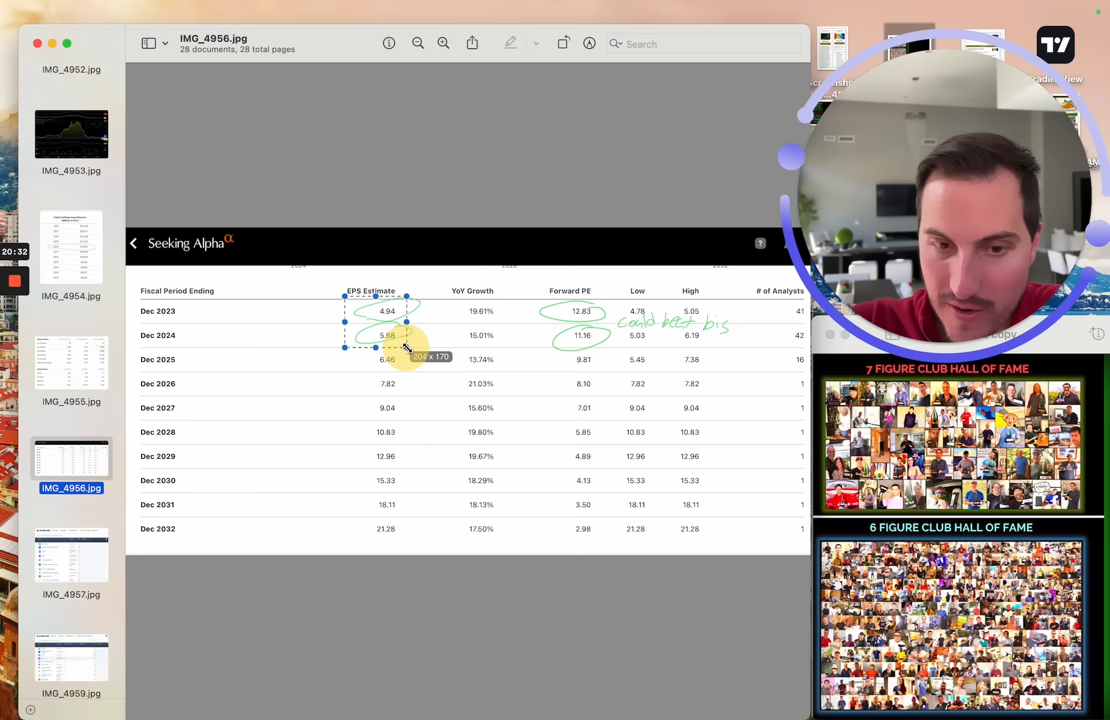 IMG_4956.jpg
28 documents, 28 total pages
Search
IMG_4952.jpg
IMG_4953.jpg
IMG_4954.jpg
IMG_4955.jpg
IMG_4956.jpg
IMG_4957.jpg
IMG_4959.jpg
20:32
Seeking Alpha α
?
Fiscal Period Ending EPS Estimate YoY Growth Forward PE Low High # of Analysts
Dec 2023 4.94 19.61% 12.83 4.78 5.05 41
could beat big
Dec 2024 5.68 15.01% 11.16 5.03 6.19 42
204 x 170
Dec 2025 6.46 13.74% 9.81 5.45 7.38 16
Dec 2026 7.82 21.03% 8.10 7.82 7.82 1
Dec 2027 9.04 15.60% 7.01 9.04 9.04 1
Dec 2028 10.83 19.80% 5.85 10.83 10.83 1
Dec 2029 12.96 19.67% 4.89 12.96 12.96 1
Dec 2030 15.33 18.29% 4.13 15.33 15.33 1
Dec 2031 18.11 18.13% 3.50 18.11 18.11 1
Dec 2032 21.28 17.50% 2.98 21.28 21.28 1
7 FIGURE CLUB HALL OF FAME
6 FIGURE CLUB HALL OF FAME